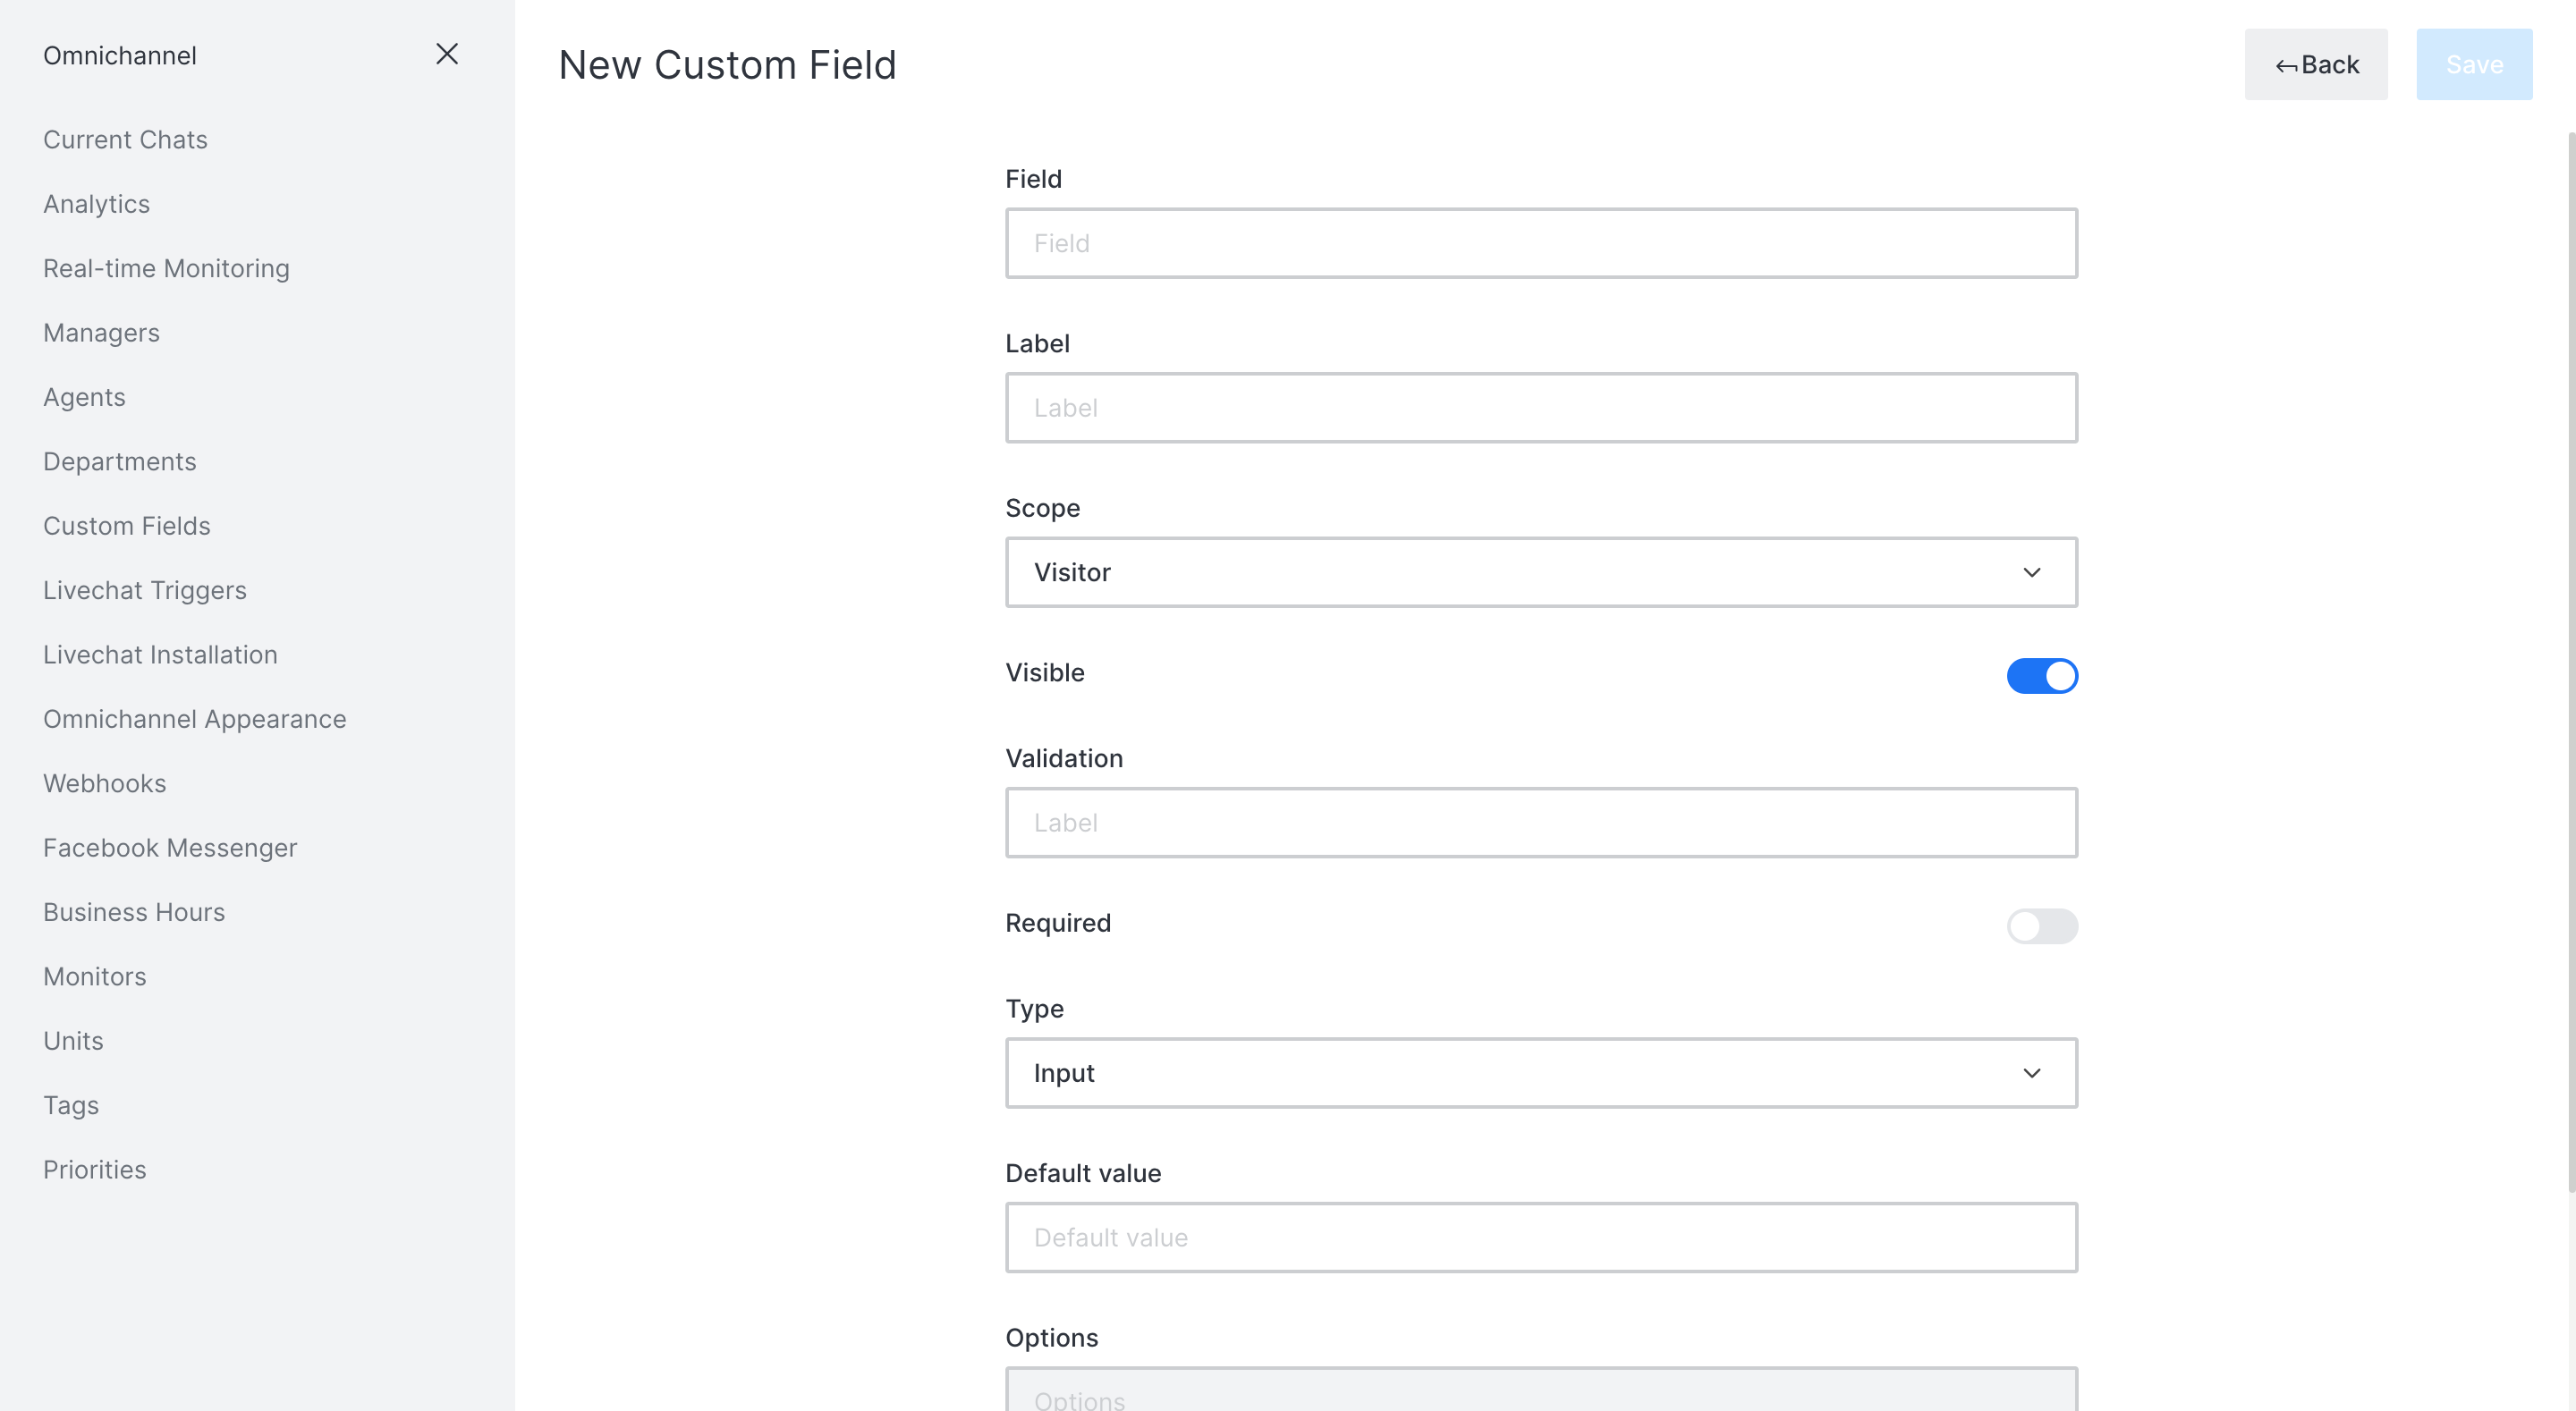 Omnichannel
Current Chats
Analytics
Real-time Monitoring
Managers
Agents
Departments
Custom Fields
Livechat Triggers
Livechat Installation
Omnichannel Appearance
Webhooks
Facebook Messenger
Business Hours
Monitors
Units
Tags
Priorities
New Custom Field
Back
Save
Field
Field
Label
Label
Scope
Visitor
Visible
Validation
Label
Required
Type
Input
Default value
Default value
Options
Options